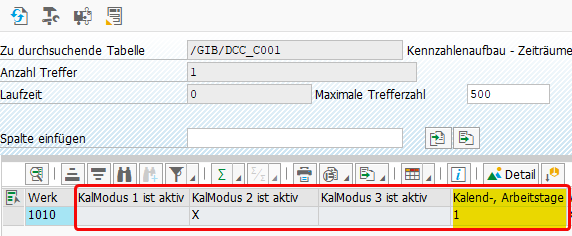 Zu durchsuchende Tabelle /GIB/DCC_C001 Kennzahlenaufbau - Zeiträume
Anzahl Treffer 1
Laufzeit 0 Maximale Trefferzahl 500
Spalte einfügen
Detail
Werk KalModus 1 ist aktiv KalModus 2 ist aktiv KalModus 3 ist aktiv Kalend-, Arbeitstage
1010 X 1